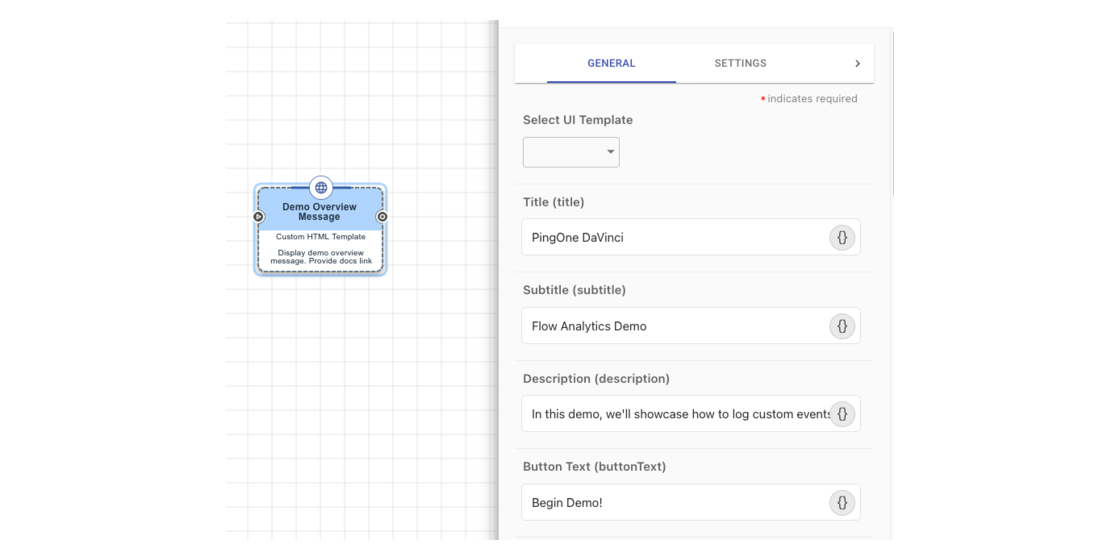 GENERAL
SETTINGS
* indicates required
Select UI Template
Title (title)
PingOne DaVinci
{}
Subtitle (subtitle)
Flow Analytics Demo
{}
Description (description)
In this demo, we'll showcase how to log custom events
{}
Button Text (buttonText)
Begin Demo!
{}
Demo Overview
Message
Custom HTML Template
Display demo overview
message. Provide docs link